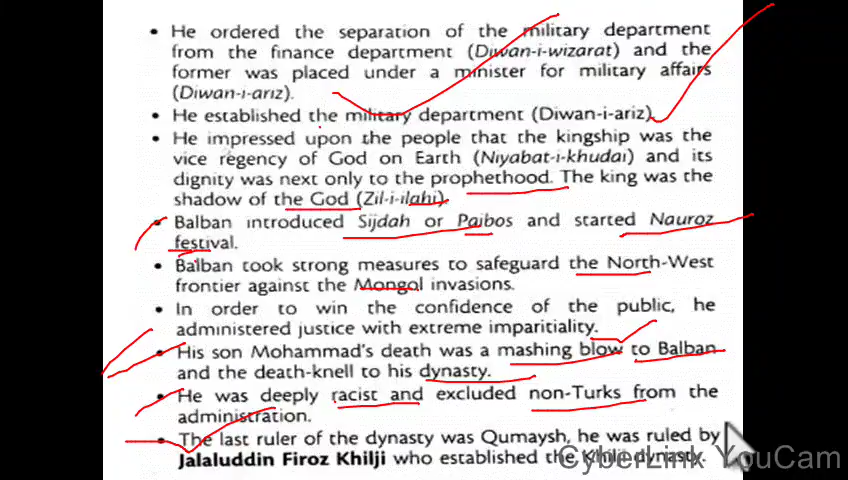 • He ordered the separation of the military department
from the finance department (Diwan-i-wizarat) and the
former was placed under a minister for military affairs
(Diwan-i-ariz).
• He established the military department (Diwan-i-ariz).
• He impressed upon the people that the kingship was the
vice regency of God on Earth (Niyabat-i-khudai) and its
dignity was next only to the prophethood. The king was the
shadow of the God (Zil-i-ilahi).
• Balban introduced Sijdah or Paibos and started Nauroz
festival.
• Balban took strong measures to safeguard the North-West
frontier against the Mongol invasions.
• In order to win the confidence of the public, he
administered justice with extreme imparitiality.
• His son Mohammad's death was a mashing blow to Balban
and the death-knell to his dynasty.
• He was deeply racist and excluded non-Turks from the
administration.
• The last ruler of the dynasty was Qumaysh, he was ruled by
Jalaluddin Firoz Khilji who established the Khilji dynasty.
CyberLink YouCam